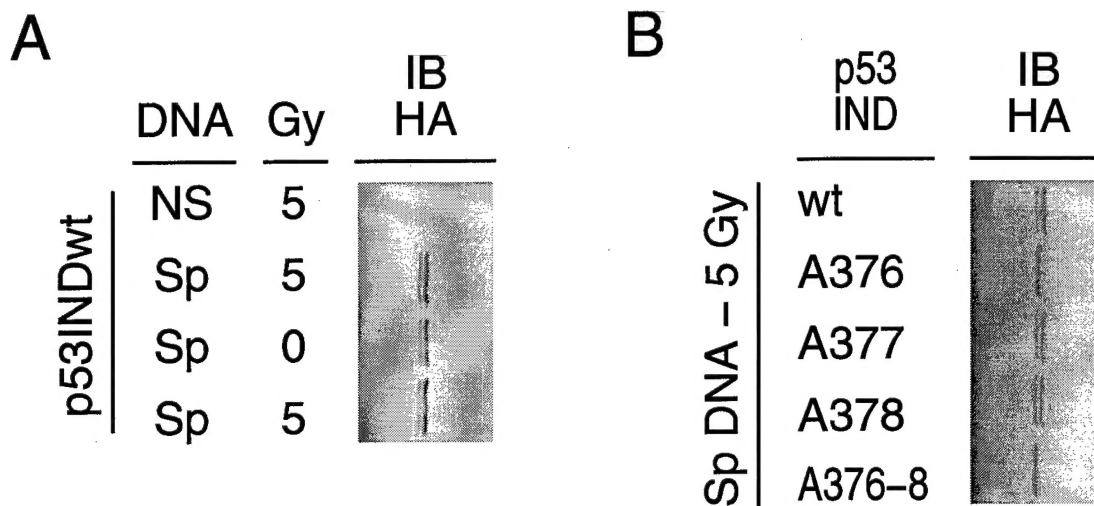 A
IB
DNA Gy HA
p53INDwt
NS 5
Sp 5
Sp 0
Sp 5
B
p53 IB
IND HA
Sp DNA – 5 Gy
wt
A376
A377
A378
A376–8